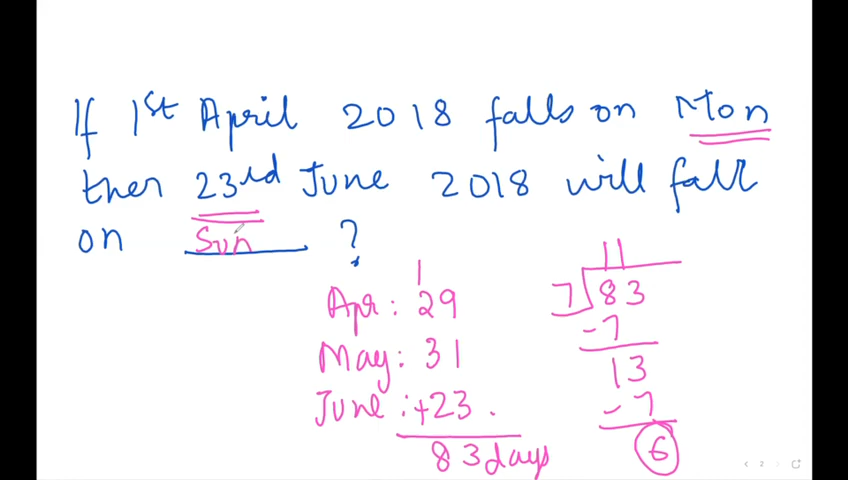 If 1st April 2018 falls on Mon
then 23rd June 2018 will fall
on Sun ?
1
Apr: 29
May: 31
June: +23.
83 days
11
7 83
-7
13
-7
6
2